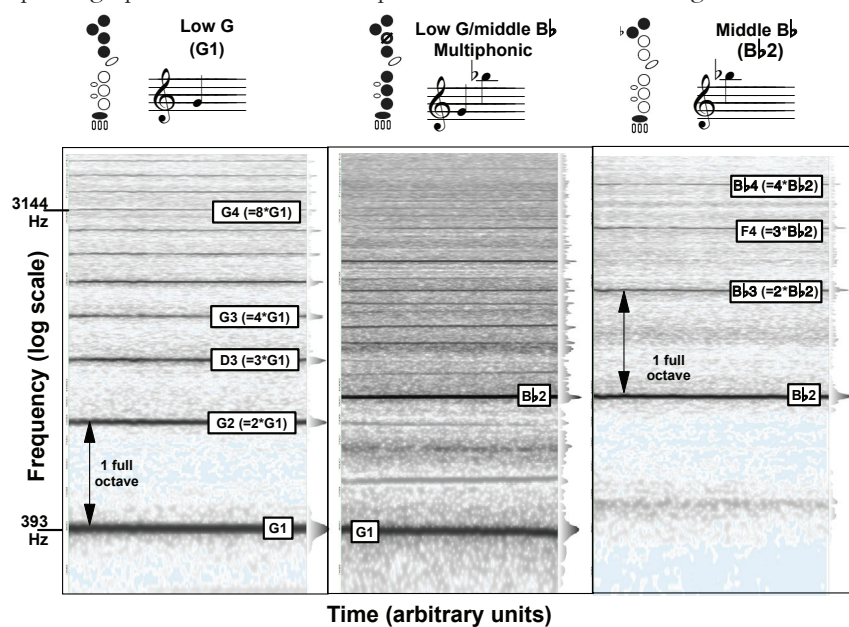 Low G
(G1)
Low G/middle B♭
Multiphonic
Middle B♭
(B♭2)
3144
Hz
393
Hz
Frequency (log scale)
G4 (=8*G1)
G3 (=4*G1)
D3 (=3*G1)
G2 (=2*G1)
1 full
octave
G1
B♭2
G1
B♭4 (=4*B♭2)
F4 (=3*B♭2)
B♭3 (=2*B♭2)
1 full
octave
B♭2
Time (arbitrary units)